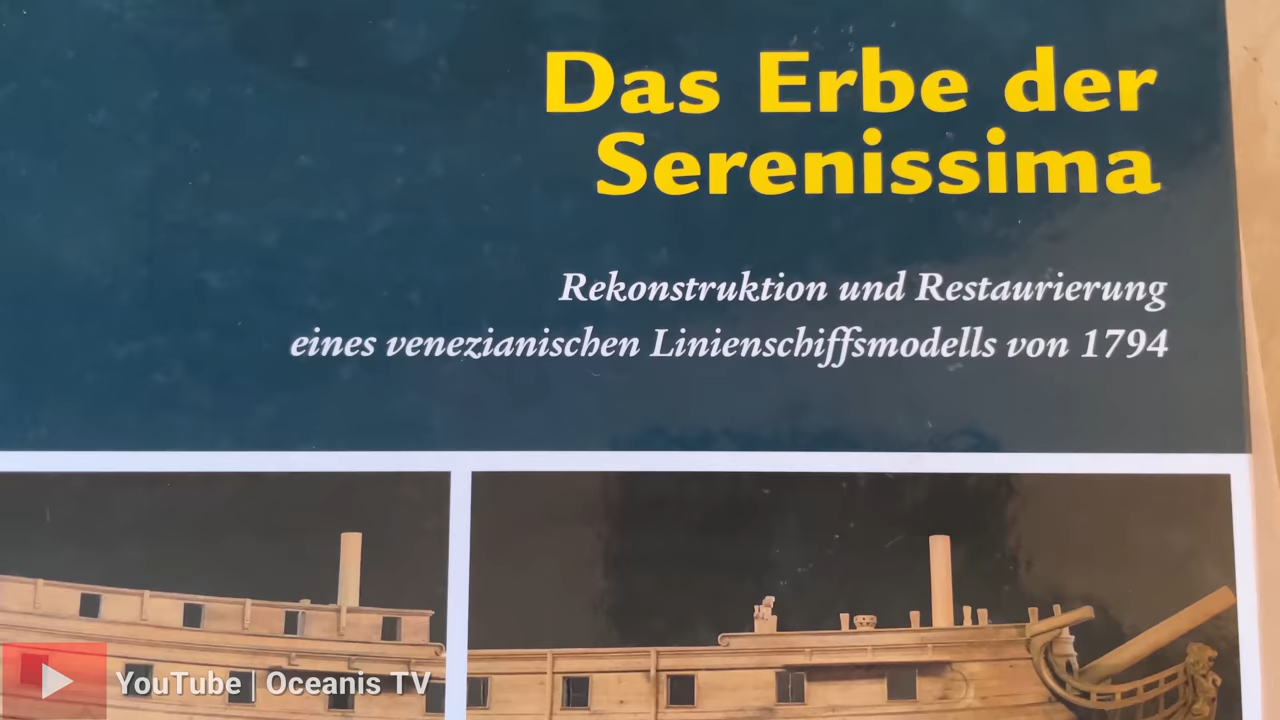 Das Erbe der
Serenissima
Rekonstruktion und Restaurierung
eines venezianischen Linienschiffsmodells von 1794
YouTube | Oceanis TV